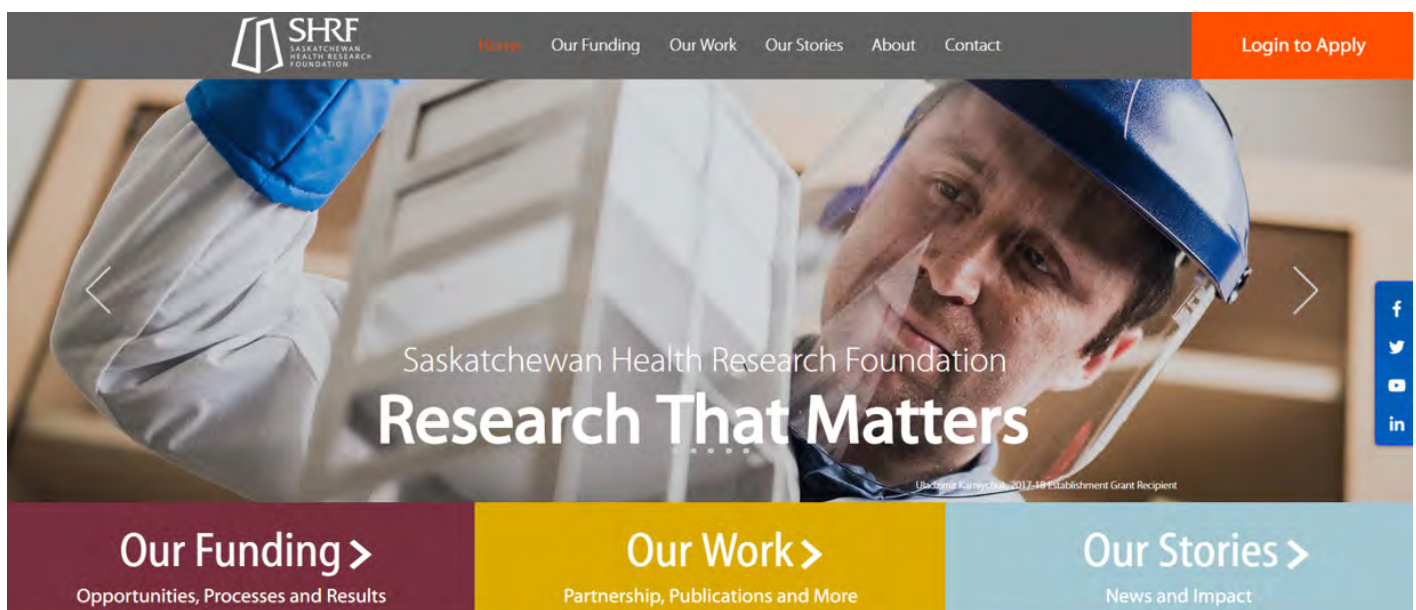 SHRF
SASKATCHEWAN
HEALTH RESEARCH
FOUNDATION
Home Our Funding Our Work Our Stories About Contact
Login to Apply
Saskatchewan Health Research Foundation
Research That Matters
Uladzimir Karniychuk, 2017-18 Establishment Grant Recipient
Our Funding >
Opportunities, Processes and Results
Our Work >
Partnership, Publications and More
Our Stories >
News and Impact